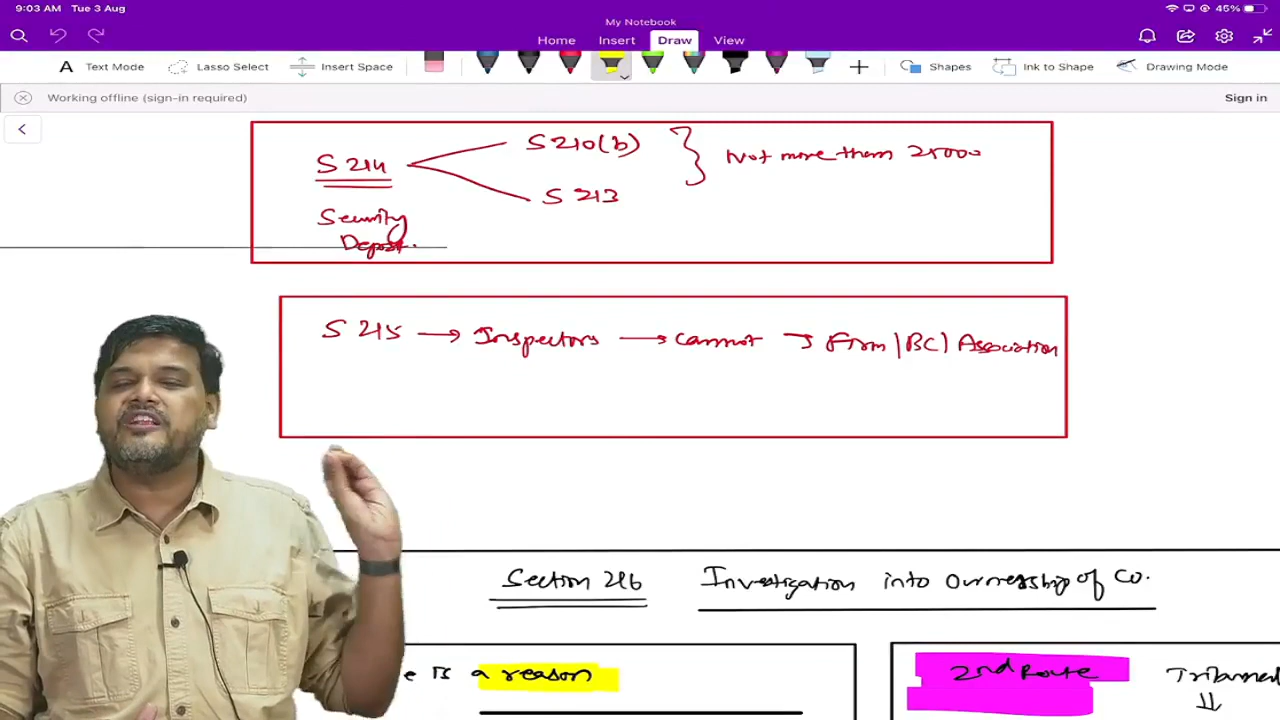 9:03 AM Tue 3 Aug
45%
My Notebook
Home Insert Draw View
A Text Mode Lasso Select Insert Space Shapes Ink to Shape Drawing Mode
Working offline (sign-in required) Sign in
S 214
S 210(b)
S 213
Not more than 25000
Security
Deposit.
S 215 → Inspectors → Cannot → Firm | BC | Association
Section 216 Investigation into Ownership of Co.
e is a reason
2nd Route Tribunal